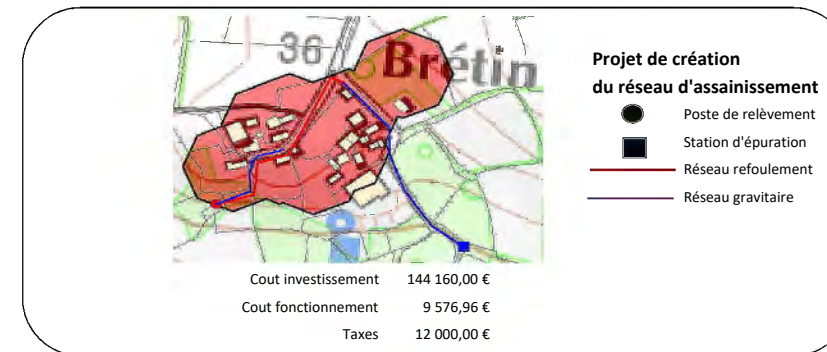 36
Brétin
Projet de création
du réseau d'assainissement
Poste de relèvement
Station d'épuration
Réseau refoulement
Réseau gravitaire
Cout investissement 144 160,00 €
Cout fonctionnement 9 576,96 €
Taxes 12 000,00 €